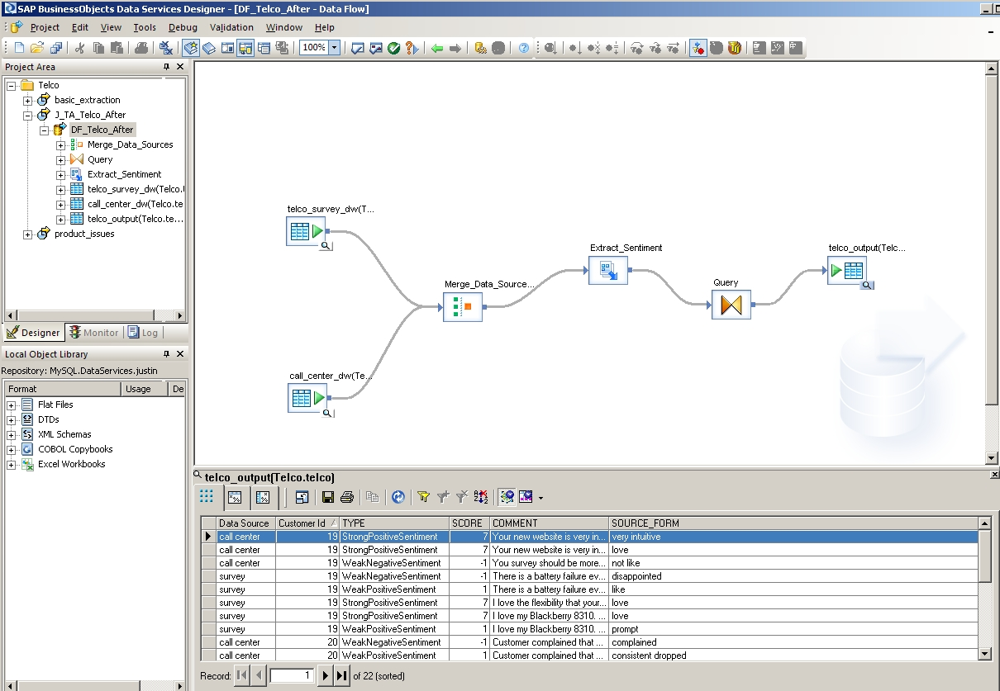 SAP BusinessObjects Data Services Designer - [DF_Telco_After - Data Flow]
Project Edit View Tools Debug Validation Window Help
100%
Project Area
Telco
basic_extraction
J_TA_Telco_After
DF_Telco_After
Merge_Data_Sources
Query
Extract_Sentiment
telco_survey_dw(Telco.t
call_center_dw(Telco.te
telco_output(Telco.te...
product_issues
Designer Monitor Log
Local Object Library
Repository: MySQL.DataServices.justin
Format Usage De
Flat Files
DTDs
XML Schemas
COBOL Copybooks
Excel Workbooks
telco_survey_dw(T...
call_center_dw(Te...
Merge_Data_Source...
Extract_Sentiment
Query
telco_output(Telc...
telco_output(Telco.telco)
Data Source Customer Id TYPE SCORE COMMENT SOURCE_FORM
call center 19 StrongPositiveSentiment 7 Your new website is very in... very intuitive
call center 19 StrongPositiveSentiment 7 Your new website is very in... love
call center 19 WeakNegativeSentiment -1 You survey should be more... not like
survey 19 WeakNegativeSentiment -1 There is a battery failure ev... disappointed
survey 19 WeakPositiveSentiment 1 There is a battery failure ev... like
survey 19 StrongPositiveSentiment 7 I love the flexibility that your... love
survey 19 StrongPositiveSentiment 7 I love my Blackberry 8310. ... love
survey 19 WeakPositiveSentiment 1 I love my Blackberry 8310. ... prompt
call center 20 WeakNegativeSentiment -1 Customer complained that ... complained
call center 20 WeakPositiveSentiment 1 Customer complained that ... consistent dropped
Record: 1 of 22 (sorted)